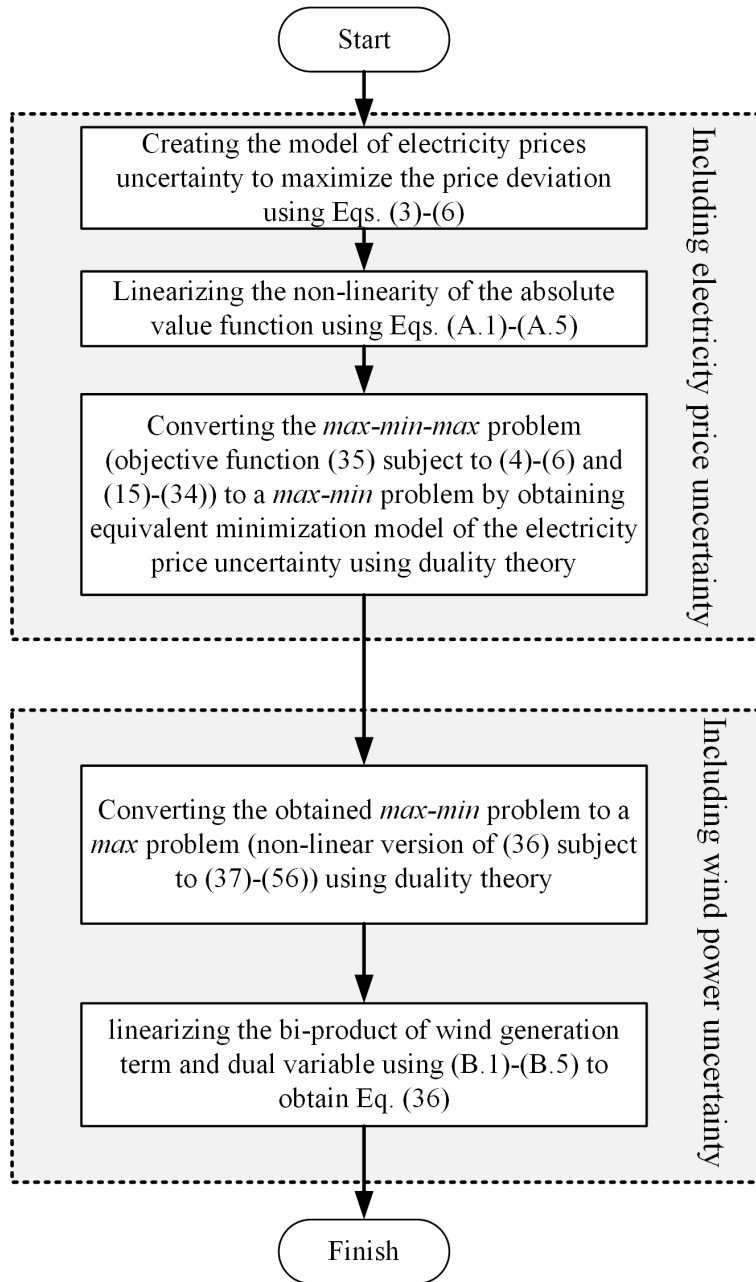 Start
Creating the model of electricity prices
uncertainty to maximize the price deviation
using Eqs. (3)-(6)
Linearizing the non-linearity of the absolute
value function using Eqs. (A.1)-(A.5)
Converting the max-min-max problem
(objective function (35) subject to (4)-(6) and
(15)-(34)) to a max-min problem by obtaining
equivalent minimization model of the electricity
price uncertainty using duality theory
Including electricity price uncertainty
Converting the obtained max-min problem to a
max problem (non-linear version of (36) subject
to (37)-(56)) using duality theory
linearizing the bi-product of wind generation
term and dual variable using (B.1)-(B.5) to
obtain Eq. (36)
Including wind power uncertainty
Finish